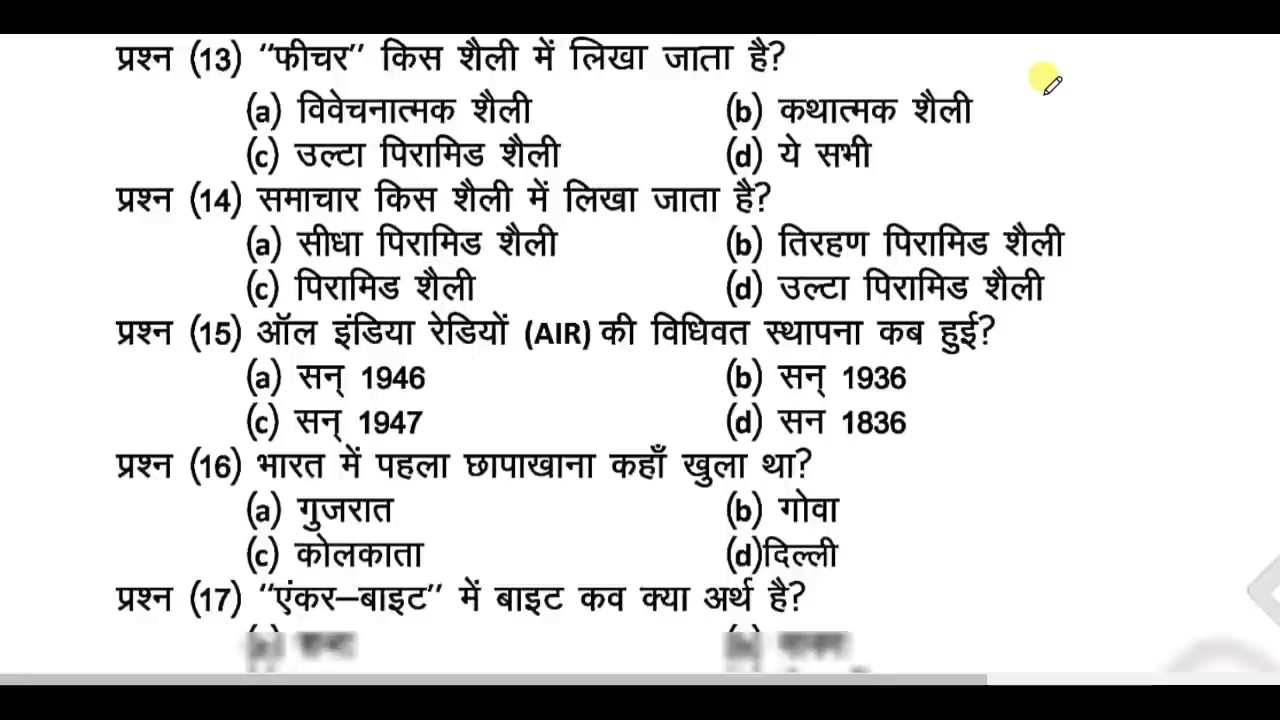 प्रश्न (13) “फीचर” किस शैली में लिखा जाता है?
(a) विवेचनात्मक शैली (b) कथात्मक शैली
(c) उल्टा पिरामिड शैली (d) ये सभी
प्रश्न (14) समाचार किस शैली में लिखा जाता है?
(a) सीधा पिरामिड शैली (b) तिरहण पिरामिड शैली
(c) पिरामिड शैली (d) उल्टा पिरामिड शैली
प्रश्न (15) ऑल इंडिया रेडियों (AIR) की विधिवत स्थापना कब हुई?
(a) सन् 1946 (b) सन् 1936
(c) सन् 1947 (d) सन 1836
प्रश्न (16) भारत में पहला छापाखाना कहाँ खुला था?
(a) गुजरात (b) गोवा
(c) कोलकाता (d)दिल्ली
प्रश्न (17) “एंकर–बाइट” में बाइट कव क्या अर्थ है?